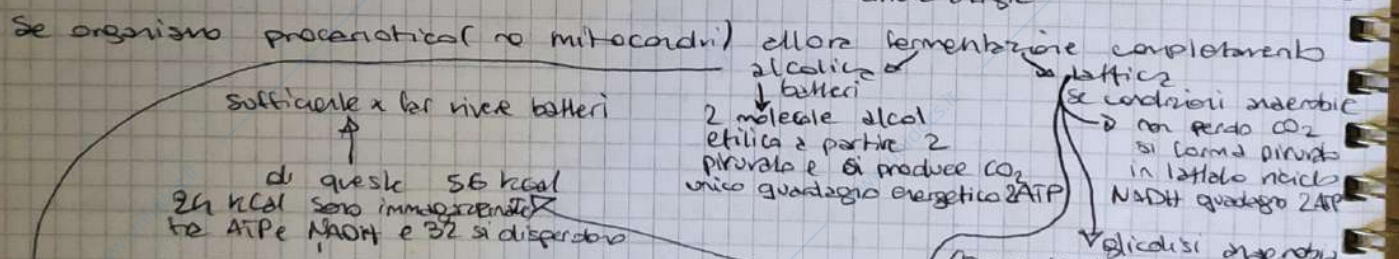 Se organismo procariotico (no mitocondri) allora fermentazione completamente
alcolica
lattica
batteri
2 molecole alcol
etilico a partire 2
piruvato e si produce CO2
unico guadagno energetico 2ATP
se condizioni anaerobie
non perdo CO2
si forma piruvato
in lattato riciclo
NADH guadagno 2ATP
glicolisi anaerobi
sufficiente x far vivere batteri
di queste 56 kcal
24 kcal sono immagazzinate
tra ATP e NADH e 32 si disperdono